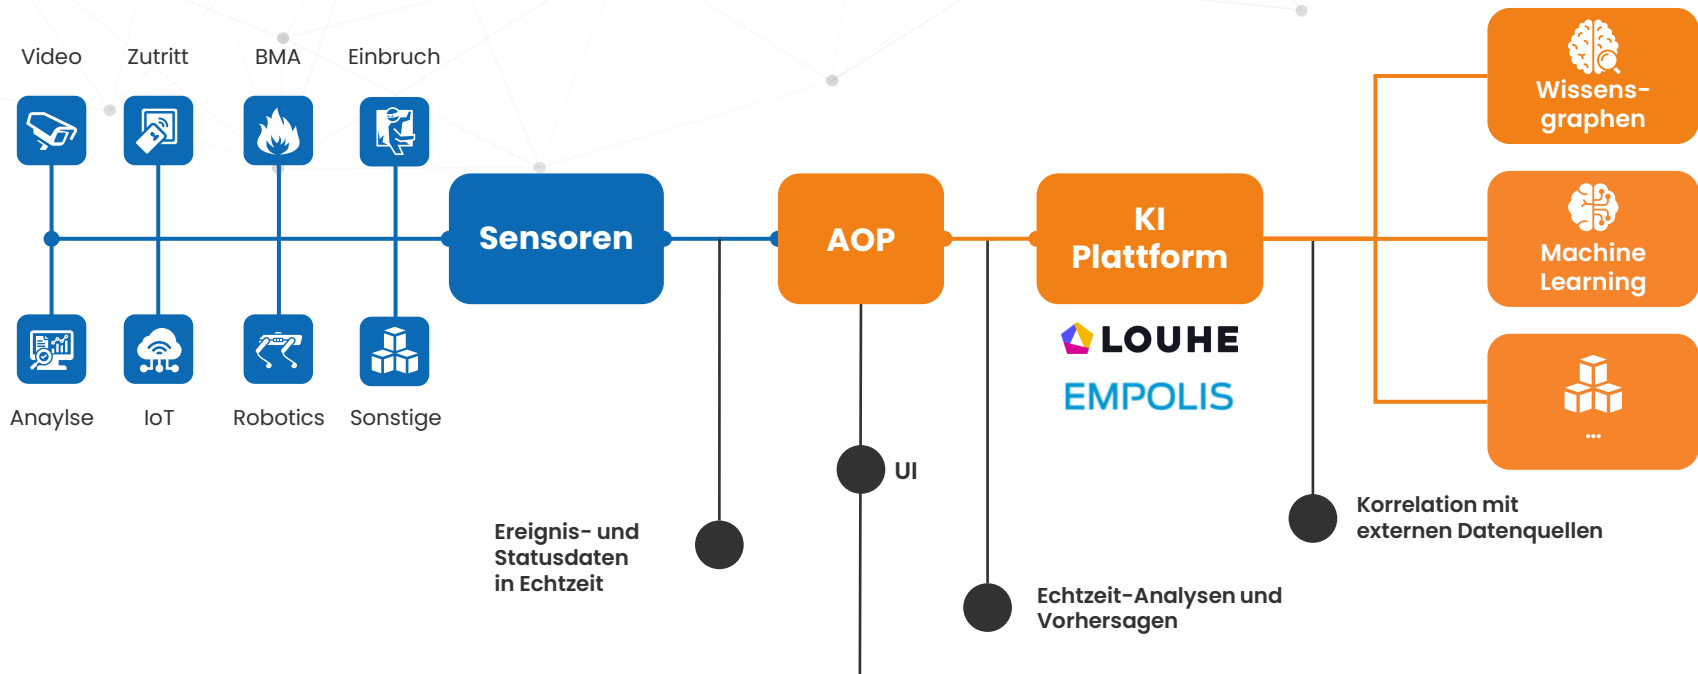 Video
Zutritt
BMA
Einbruch
Anaylse
IoT
Robotics
Sonstige
Sensoren
AOP
KI
Plattform
LOUHE
EMPOLIS
Wissens-
graphen
Machine
Learning
...
Ereignis- und
Statusdaten
in Echtzeit
UI
Echtzeit-Analysen und
Vorhersagen
Korrelation mit
externen Datenquellen